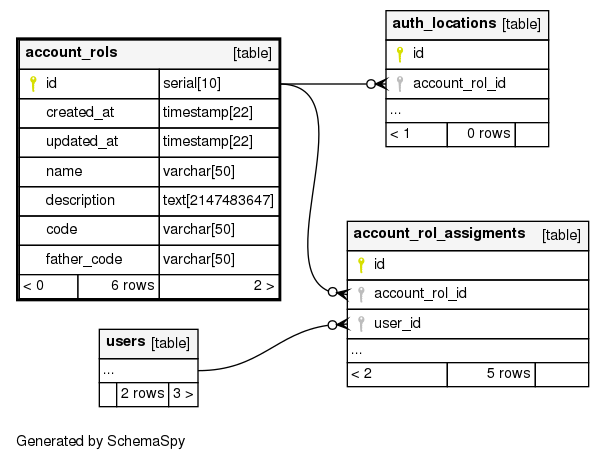 account_rols [table]
id serial[10]
created_at timestamp[22]
updated_at timestamp[22]
name varchar[50]
description text[2147483647]
code varchar[50]
father_code varchar[50]
< 0 6 rows 2 >
auth_locations [table]
id
account_rol_id
...
< 1 0 rows
account_rol_assigments [table]
id
account_rol_id
user_id
...
< 2 5 rows
users [table]
...
2 rows 3 >
Generated by SchemaSpy